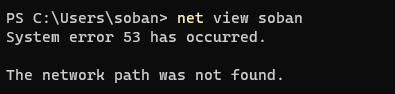 PS C:\Users\soban> net view soban
System error 53 has occurred.
The network path was not found.